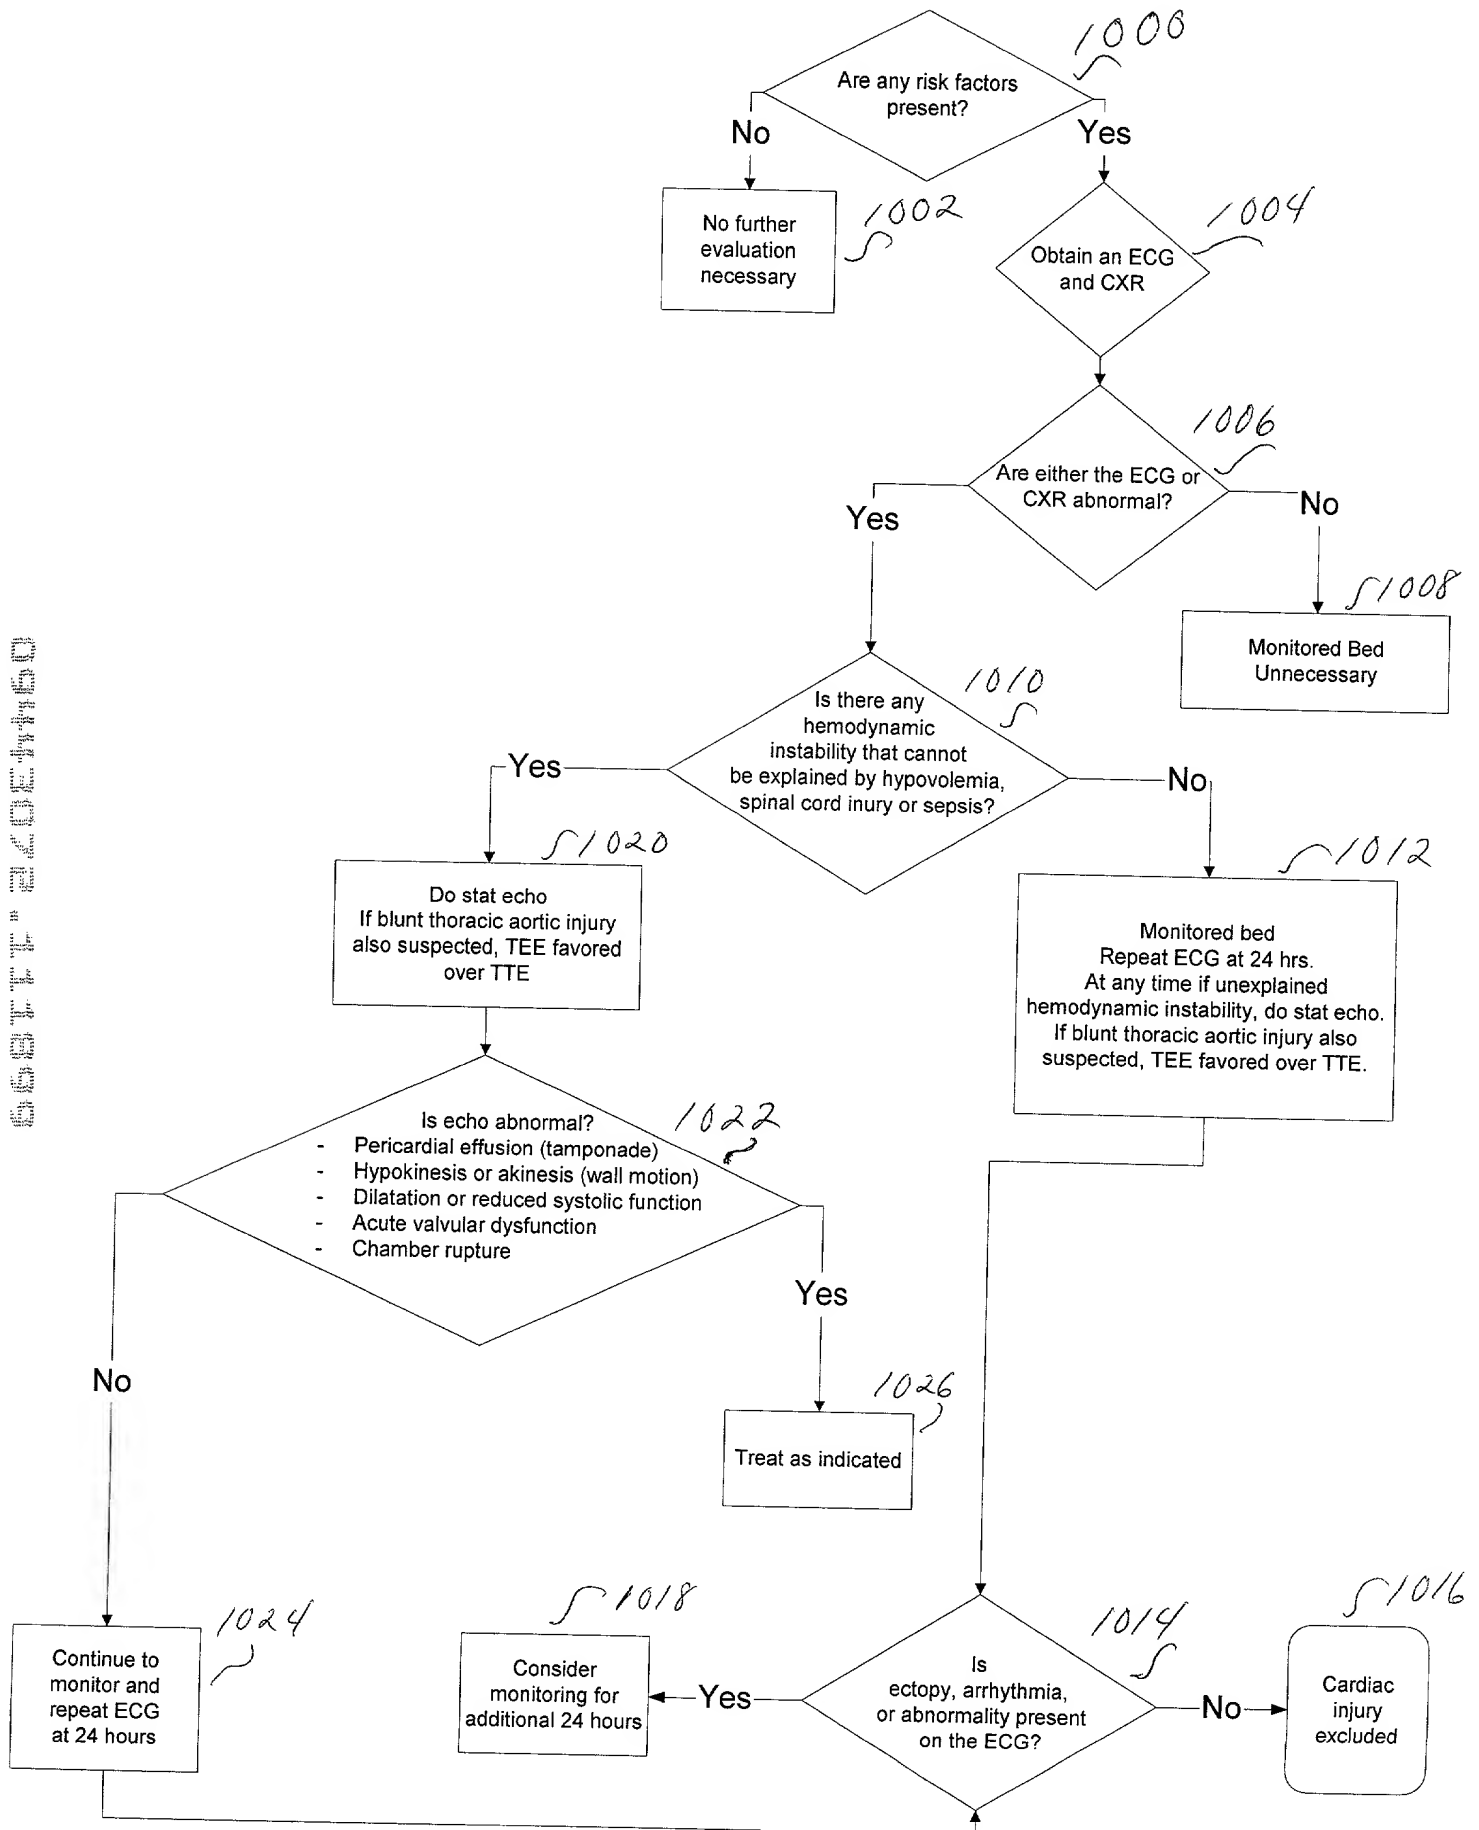 1000
Are any risk factors
present?
No
Yes
1002
No further
evaluation
necessary
1004
Obtain an ECG
and CXR
1006
Are either the ECG or
CXR abnormal?
Yes
No
1008
Monitored Bed
Unnecessary
1010
Is there any
hemodynamic
instability that cannot
be explained by hypovolemia,
spinal cord inury or sepsis?
Yes
No
1020
Do stat echo
If blunt thoracic aortic injury
also suspected, TEE favored
over TTE
1012
Monitored bed
Repeat ECG at 24 hrs.
At any time if unexplained
hemodynamic instability, do stat echo.
If blunt thoracic aortic injury also
suspected, TEE favored over TTE.
1022
Is echo abnormal?
- Pericardial effusion (tamponade)
- Hypokinesis or akinesis (wall motion)
- Dilatation or reduced systolic function
- Acute valvular dysfunction
- Chamber rupture
Yes
No
1026
Treat as indicated
1024
Continue to
monitor and
repeat ECG
at 24 hours
1018
Consider
monitoring for
additional 24 hours
Yes
1014
Is
ectopy, arrhythmia,
or abnormality present
on the ECG?
No
1016
Cardiac
injury
excluded